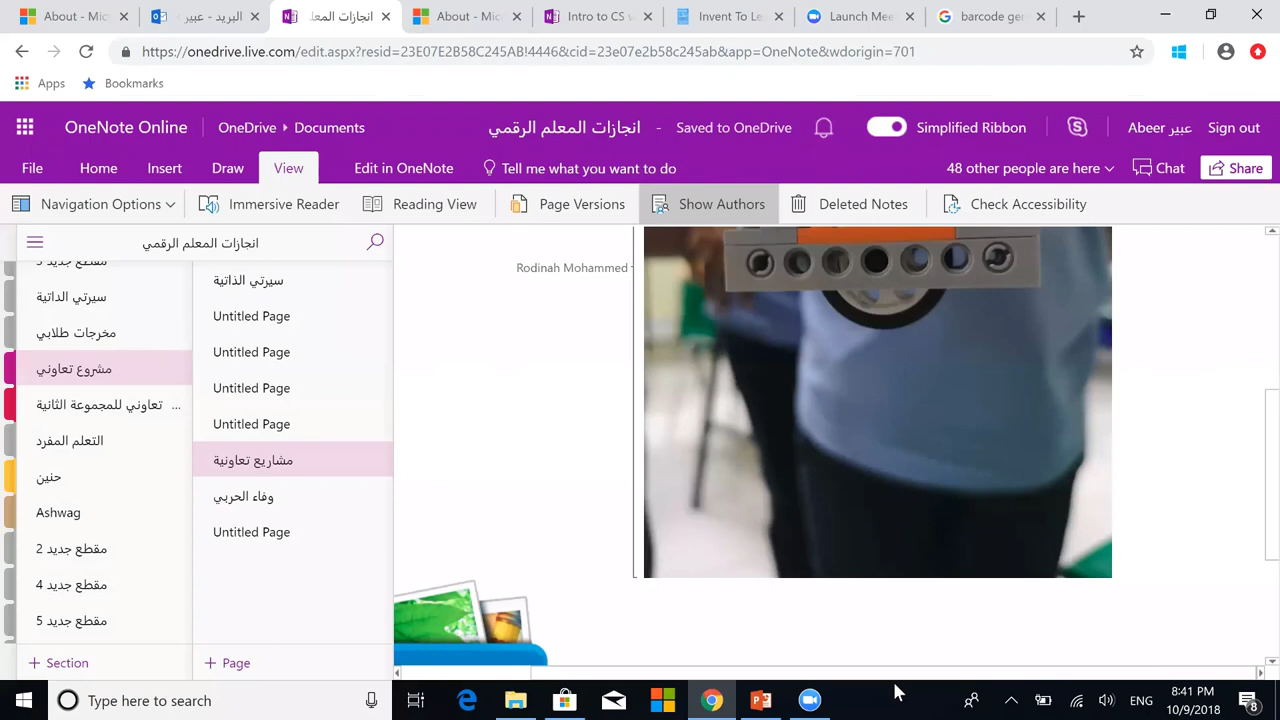 About - Mic
البريد - عبير
انجازات المعل
About - Mic
Intro to CS w
Invent To Le
Launch Mee
barcode gen
https://onedrive.live.com/edit.aspx?resid=23E07E2B58C245AB!4446&cid=23e07e2b58c245ab&app=OneNote&wdorigin=701
Apps
Bookmarks
OneNote Online
OneDrive
Documents
انجازات المعلم الرقمي
- Saved to OneDrive
Simplified Ribbon
Abeer عبير
Sign out
File
Home
Insert
Draw
View
Edit in OneNote
Tell me what you want to do
48 other people are here
Chat
Share
Navigation Options
Immersive Reader
Reading View
Page Versions
Show Authors
Deleted Notes
Check Accessibility
انجازات المعلم الرقمي
مقطع جديد 3
سيرتي الداتية
مخرجات طلابي
مشروع تعاوني
تعاوني للمجموعة الثانية ...
التعلم المفرد
حنين
Ashwag
مقطع جديد 2
مقطع جديد 4
مقطع جديد 5
+ Section
سيرتي الذاتية
Untitled Page
Untitled Page
Untitled Page
Untitled Page
مشاريع تعاونية
وفاء الحربي
Untitled Page
+ Page
Rodinah Mohammed
Type here to search
ENG
8:41 PM
10/9/2018
8